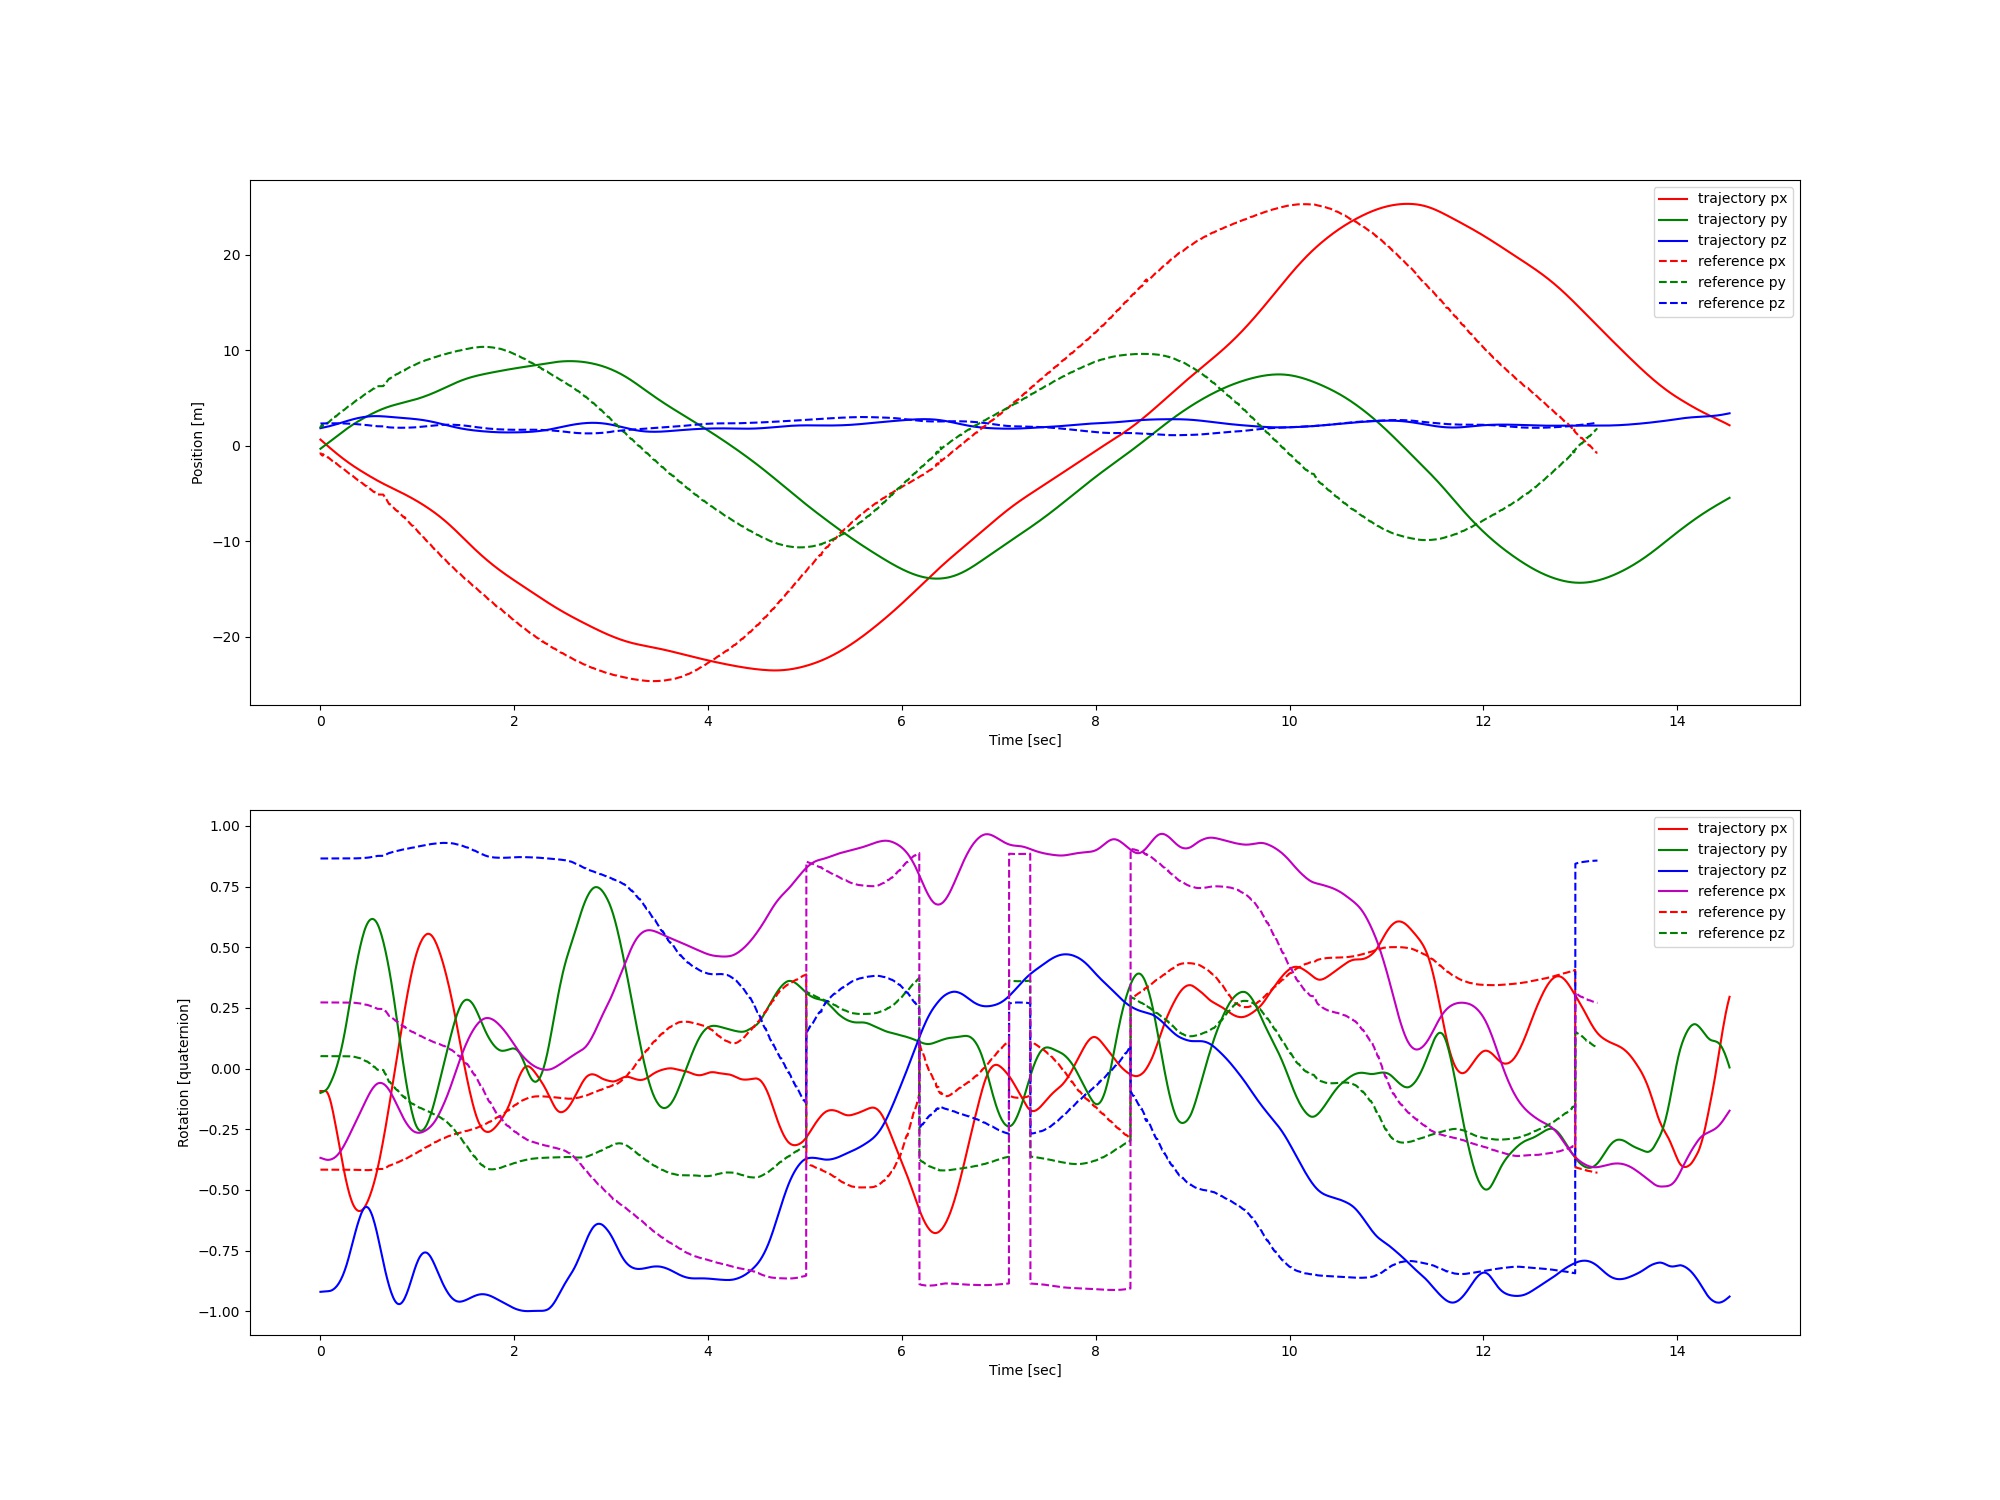 20
10
0
−10
−20
Position [m]
trajectory px
trajectory py
trajectory pz
reference px
reference py
reference pz
0 2 4 6 8 10 12 14
Time [sec]
1.00
0.75
0.50
0.25
0.00
−0.25
−0.50
−0.75
−1.00
Rotation [quaternion]
trajectory px
trajectory py
trajectory pz
reference px
reference py
reference pz
0 2 4 6 8 10 12 14
Time [sec]